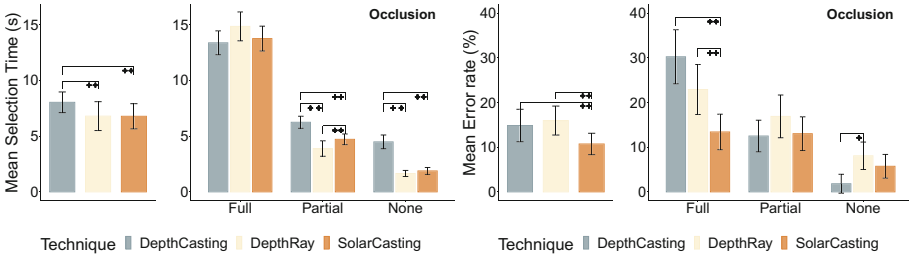 Mean Selection Time (s)
15
10
5
0
++
++
Occlusion
15
10
5
0
++
++
++
++
++
Full
Partial
None
Technique DepthCasting DepthRay SolarCasting
Mean Error rate (%)
40
30
20
10
0
++
++
Occlusion
40
30
20
10
0
++
++
+
Full
Partial
None
Technique DepthCasting DepthRay SolarCasting